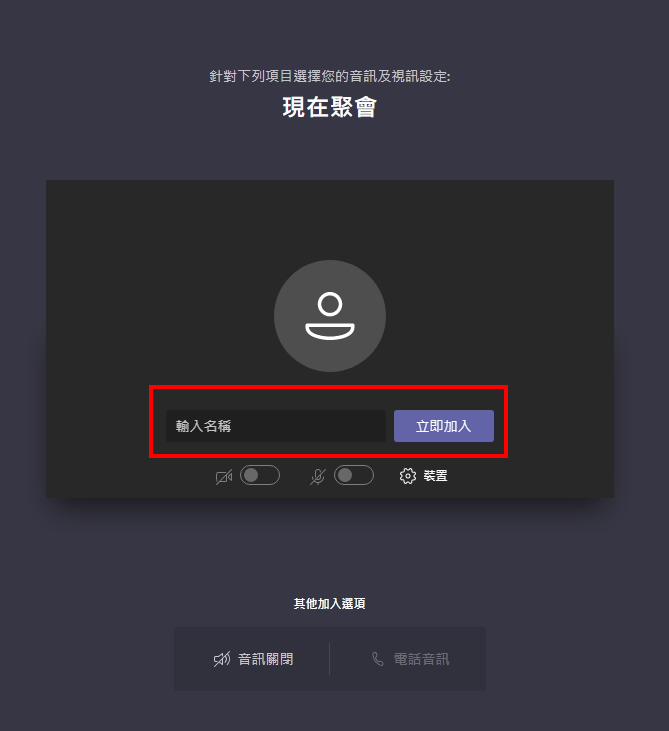 針對下列項目選擇您的音訊及視訊設定:
現在聚會
輸入名稱
立即加入
裝置
其他加入選項
音訊關閉
電話音訊